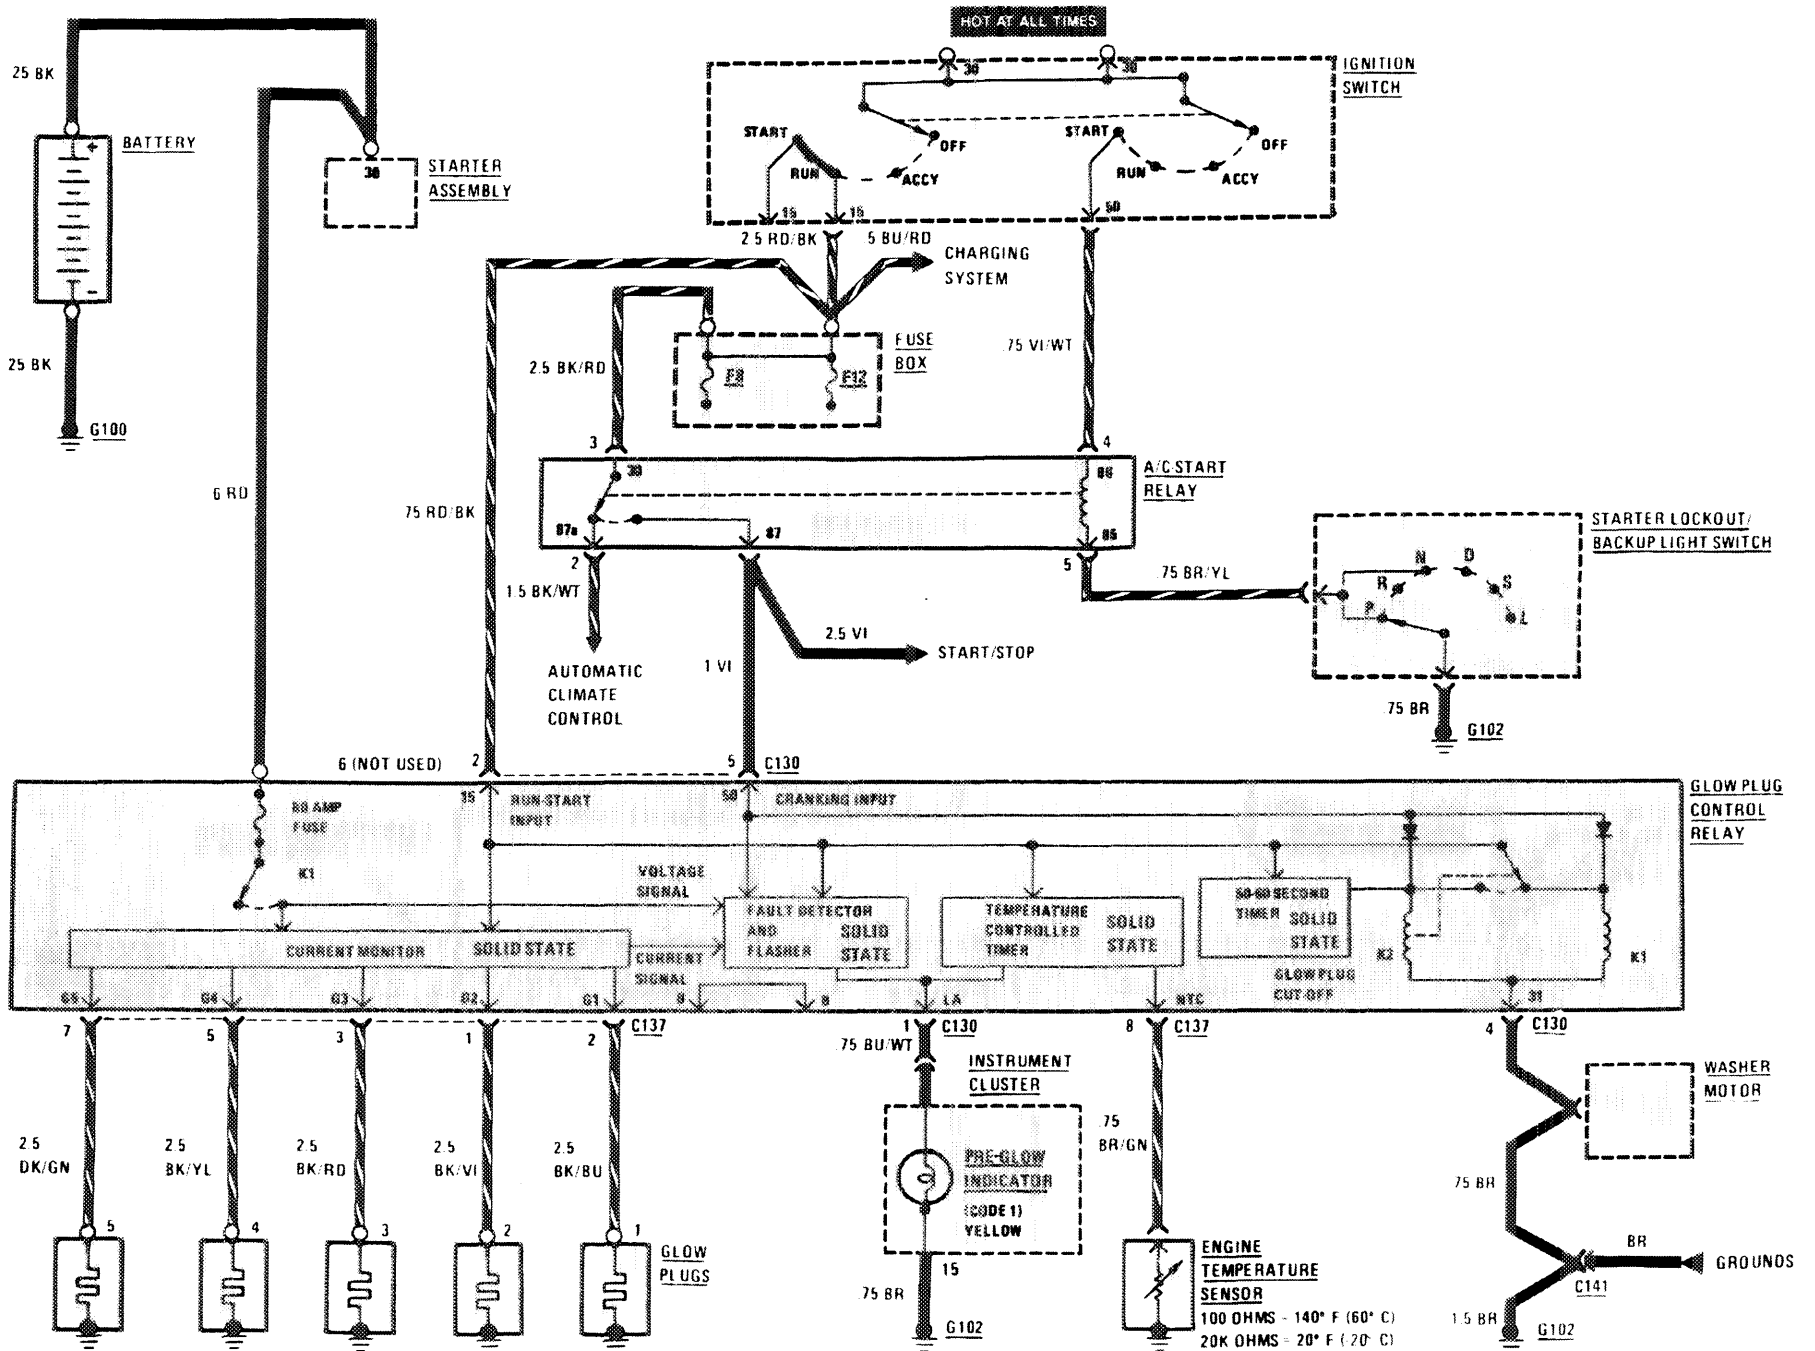 HOT AT ALL TIMES
30
30
IGNITION
SWITCH
25 BK
BATTERY
+
-
30
STARTER
ASSEMBLY
START
OFF
RUN
ACCY
START
OFF
RUN
ACCY
15
15
50
2.5 RD/BK
.5 BU/RD
CHARGING
SYSTEM
25 BK
G100
FUSE
BOX
F8
F12
2.5 BK/RD
.75 VI/WT
3
4
30
86
A/C-START
RELAY
6 RD
75 RD/BK
87a
87
85
2
5
1.5 BK/WT
.75 BR/YL
STARTER LOCKOUT/
BACKUP LIGHT SWITCH
P
R
N
D
S
L
AUTOMATIC
CLIMATE
CONTROL
1 VI
2.5 VI
START/STOP
.75 BR
G102
6 (NOT USED)
2
5
C130
GLOW PLUG
CONTROL
RELAY
80 AMP
FUSE
15
RUN-START
INPUT
50
CRANKING INPUT
K1
VOLTAGE
SIGNAL
FAULT DETECTOR
AND
FLASHER
SOLID
STATE
TEMPERATURE
CONTROLLED
TIMER
SOLID
STATE
50-60 SECOND
TIMER
SOLID
STATE
CURRENT MONITOR
SOLID STATE
CURRENT
SIGNAL
GLOW PLUG
CUT-OFF
K2
K1
G5
G4
G3
G2
G1
B
B
LA
NTC
31
7
5
3
1
2
C137
1
C130
8
C137
4
C130
.75 BU/WT
INSTRUMENT
CLUSTER
WASHER
MOTOR
2.5
DK/GN
2.5
BK/YL
2.5
BK/RD
2.5
BK/VI
2.5
BK/BU
.75
BR/GN
PRE-GLOW
INDICATOR
(CODE 1)
YELLOW
75 BR
5
4
3
2
1
GLOW
PLUGS
15
.75 BR
G102
ENGINE
TEMPERATURE
SENSOR
100 OHMS - 140° F (60° C)
20K OHMS = 20° F (-20° C)
BR
GROUNDS
C141
1.5 BR
G102